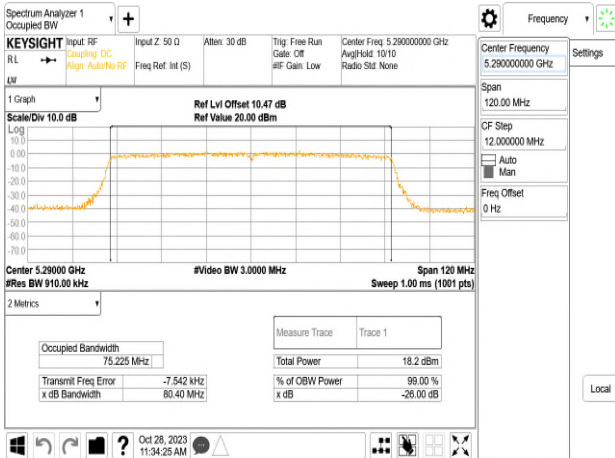 Spectrum Analyzer 1
Occupied BW
+
Frequency
KEYSIGHT
RL
Input: RF
Coupling: DC
Align: Auto/No RF
Input Z: 50 Ω
Freq Ref: Int (S)
Atten: 30 dB
Trig: Free Run
Gate: Off
#IF Gain: Low
Center Freq: 5.290000000 GHz
Avg|Hold: 10/10
Radio Std: None
Center Frequency
5.290000000 GHz
Settings
Span
120.00 MHz
CF Step
12.000000 MHz
Auto
Man
Freq Offset
0 Hz
Local
1 Graph
Scale/Div 10.0 dB
Ref Lvl Offset 10.47 dB
Ref Value 20.00 dBm
Log
10.0
0.00
-10.0
-20.0
-30.0
-40.0
-50.0
-60.0
-70.0
Center 5.29000 GHz
#Video BW 3.0000 MHz
Span 120 MHz
#Res BW 910.00 kHz
Sweep 1.00 ms (1001 pts)
2 Metrics
Measure Trace Trace 1
Occupied Bandwidth
75.225 MHz
Total Power 18.2 dBm
Transmit Freq Error -7.542 kHz
% of OBW Power 99.00 %
x dB Bandwidth 80.40 MHz
x dB -26.00 dB
?
Oct 28, 2023
11:34:25 AM